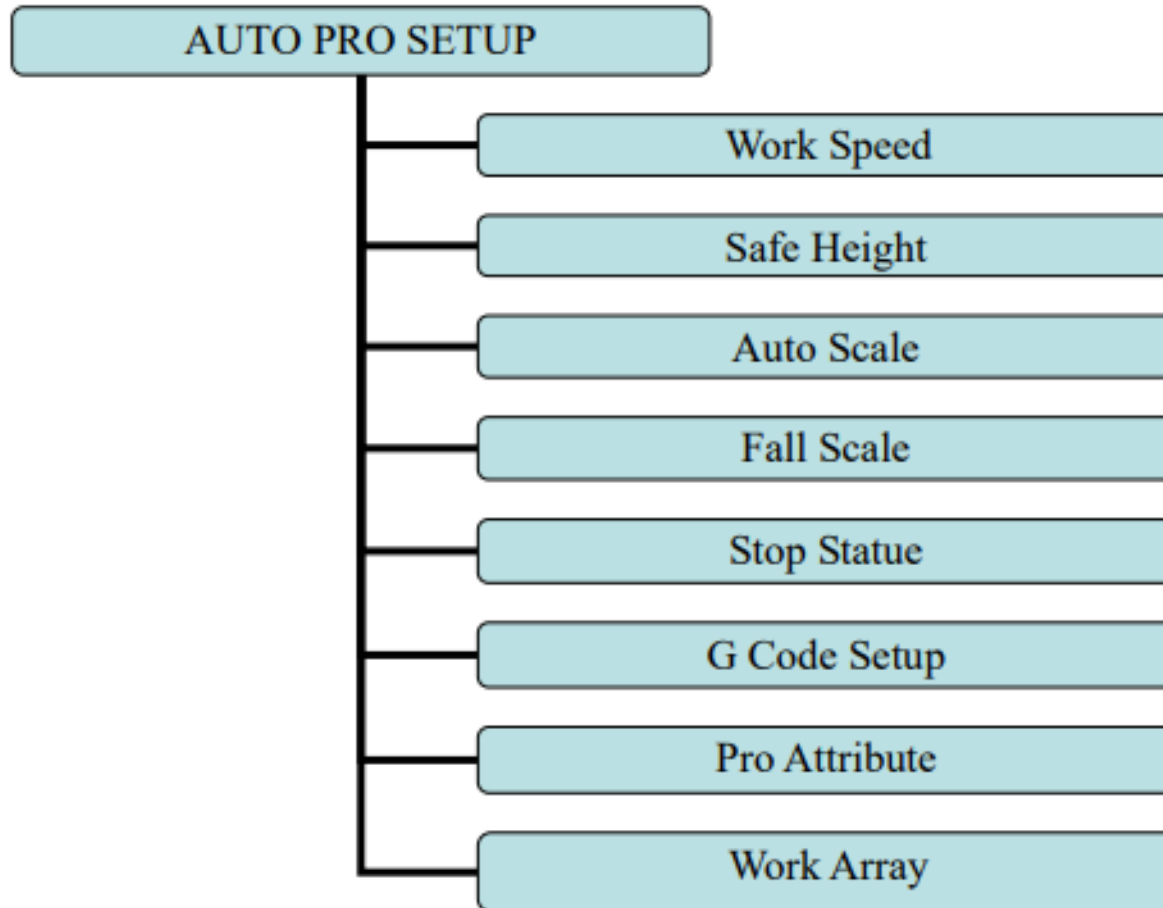 AUTO PRO SETUP
Work Speed
Safe Height
Auto Scale
Fall Scale
Stop Statue
G Code Setup
Pro Attribute
Work Array